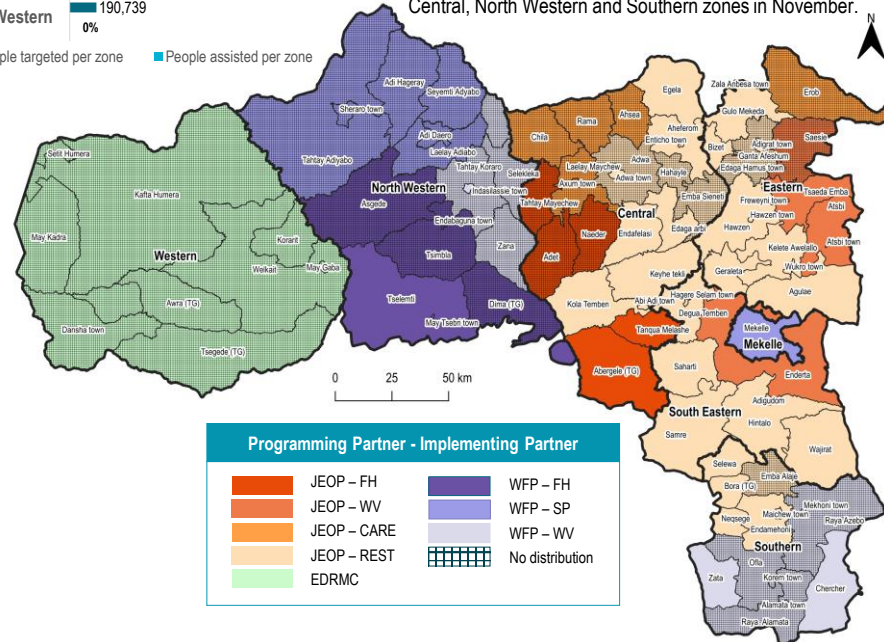 Central, North Western and Southern zones in November.
190,739
Western
0%
ple targeted per zone
People assisted per zone
N
Adi Hageray
Seyemti Adyabo
Sheraro town
Adi Daero
Laelay Adiabo
Tahtay Adiyabo
Tahtay Koraro
Selekleka
North Western
Indasilassie town
Asgede
Endabaguna town
Zana
Tsimbla
Tselemti
Dima (TG)
May Tsebri town
Setit Humera
Kafta Humera
May Kadra
Western
Korant
Welkait
May Gaba
Awra (TG)
Dansha town
Tsegede (TG)
Egela
Chila
Rama
Ahsea
Aheferom
Enticho town
Laelay Maychew
Adwa
Axum town
Adwa town
Hahayle
Tahtay Mayechew
Emba Sieneti
Central
Naeder
Endafelasi
Edaga arbi
Adet
Keyhe tekli
Kola Temben
Abi Adi town
Tanqua Melashe
Abergele (TG)
Zala Anbesa town
Erob
Gulo Mekeda
Bizet
Adigrat town
Saesie
Ganta Afeshum
Edaga Hamus town
Eastern
Tsaeda Emba
Freweyni town
Atsbi
Hawzen town
Hawzen
Atsbi town
Kelete Awelallo
Geraleta
Wukro town
Agulae
Hagere Selam town
Degua Temben
Mekelle
Mekelle
Saharti
Enderta
Adigudom
South Eastern
Hintalo
Samre
Wajirat
Selewa
Emba Alaje
Bora (TG)
Mekhoni town
Neqsege
Maichew town
Raya Azebo
Endamehoni
Southern
Ofla
Zata
Korem town
Chercher
Alamata town
Raya Alamata
0 25 50 km
Programming Partner - Implementing Partner
JEOP – FH
JEOP – WV
JEOP – CARE
JEOP – REST
EDRMC
WFP – FH
WFP – SP
WFP – WV
No distribution